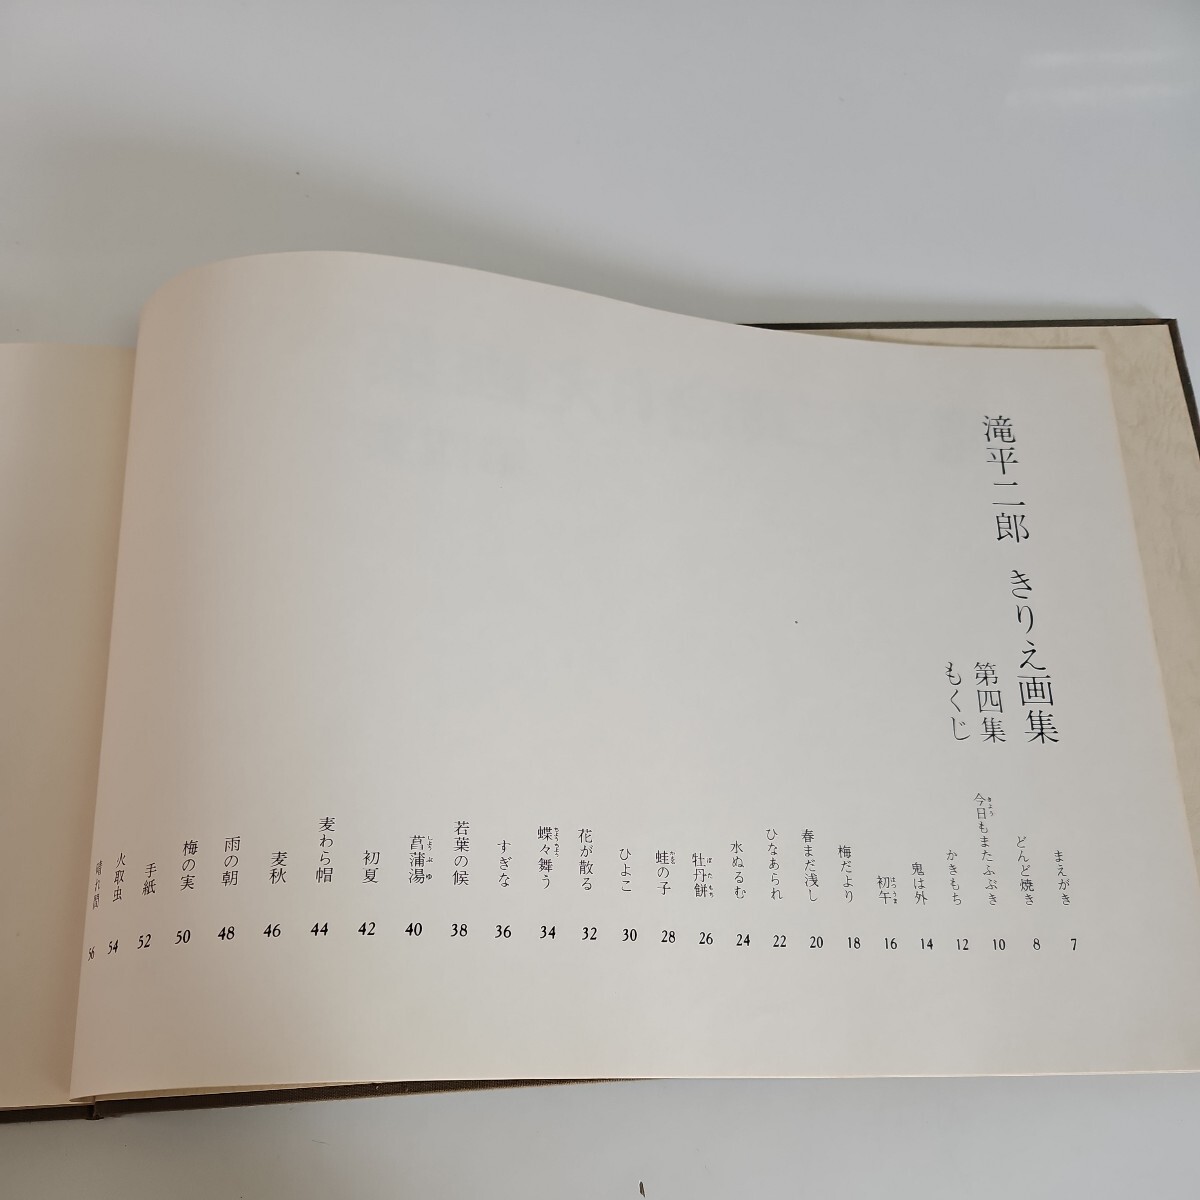 滝平二郎 きりえ画集
第四集
もくじ
まえがき 7
どんど焼き 8
今日もまたふぶき 10
かきもち 12
鬼は外 14
初午 16
梅だより 18
春まだ浅し 20
ひなあられ 22
水ぬるむ 24
牡丹餅 26
蛙の子 28
ひよこ 30
花が散る 32
蝶々舞う 34
すぎな 36
若葉の候 38
菖蒲湯 40
初夏 42
麦わら帽 44
麦秋 46
雨の朝 48
梅の実 50
手紙 52
火取虫 54
晴れ間 56